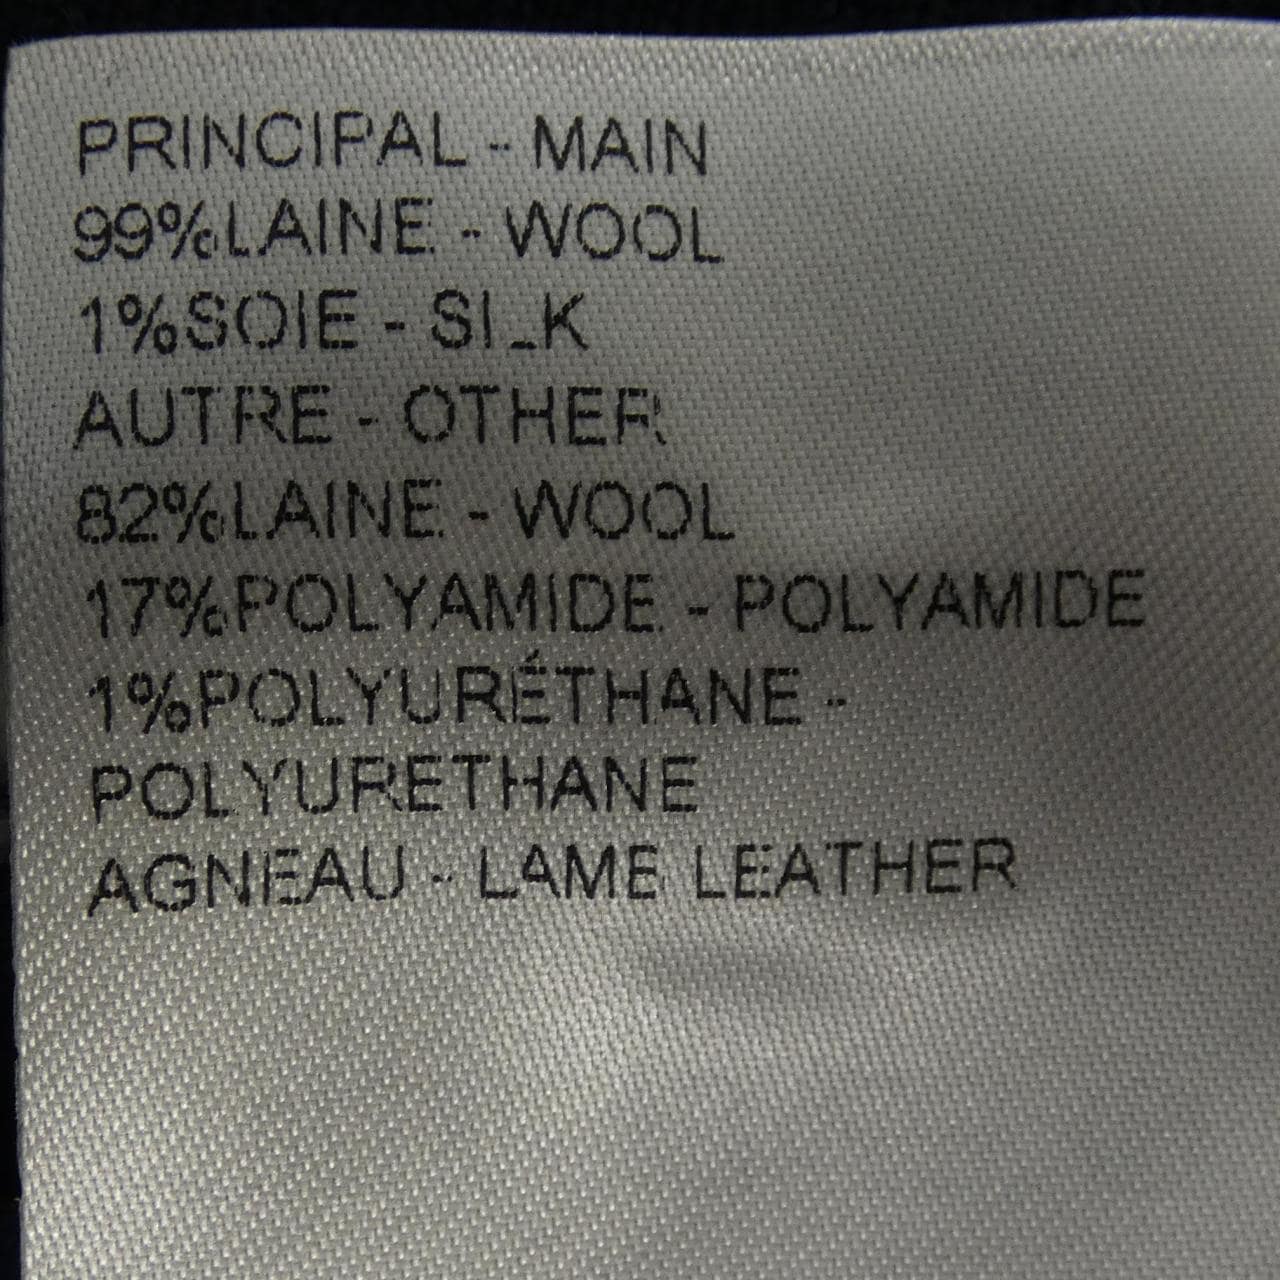 PRINCIPAL - MAIN
99%LAINE - WOOL
1%SOIE - SILK
AUTRE - OTHER
82%LAINE - WOOL
17%POLYAMIDE - POLYAMIDE
1%POLYURÉTHANE -
POLYURETHANE
AGNEAU - LAME LEATHER